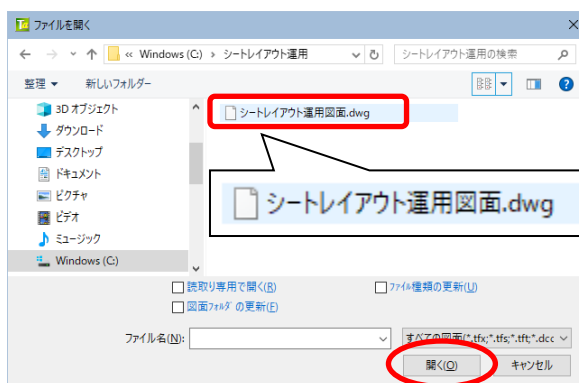 ファイルを開く
« Windows (C:) › シートレイアウト運用
シートレイアウト運用の検索
整理 ▼ 新しいフォルダー
3D オブジェクト
ダウンロード
デスクトップ
ドキュメント
ピクチャ
ビデオ
ミュージック
Windows (C:)
シートレイアウト運用図面.dwg
シートレイアウト運用図面.dwg
読取り専用で開く(R) ファイル種類の更新(U)
図面フォルダの更新(F)
ファイル名(N):
すべての図面(*.tfx;*.tfs;*.tft;*.dcc
開く(O) キャンセル